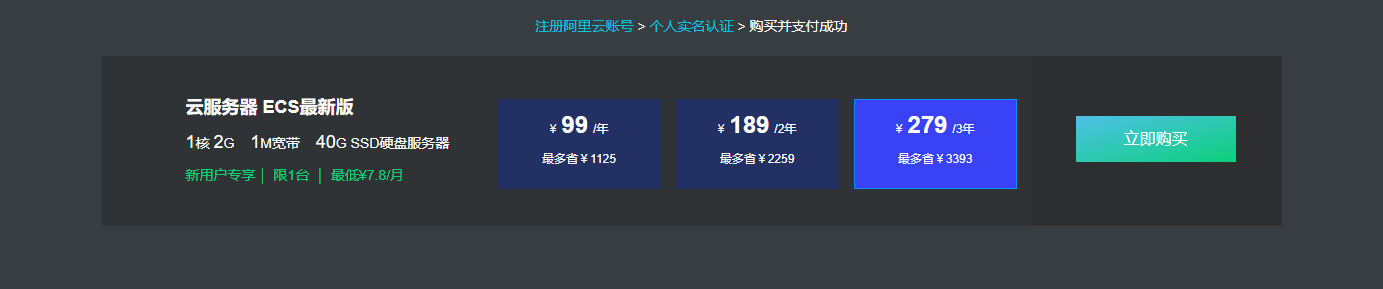 注册阿里云账号 > 个人实名认证 > 购买并支付成功
云服务器 ECS最新版
1核 2G 1M宽带 40G SSD硬盘服务器
新用户专享｜ 限1台 ｜ 最低¥7.8/月
¥ 99 /年
最多省 ¥ 1125
¥ 189 /2年
最多省 ¥ 2259
¥ 279 /3年
最多省 ¥ 3393
立即购买